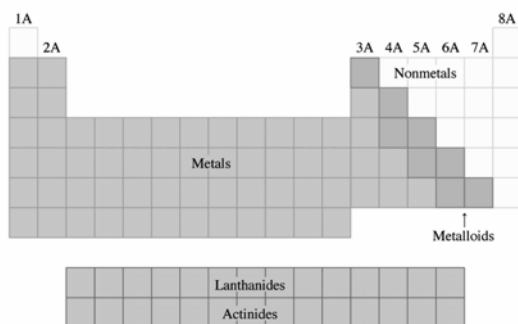 1A 8A
2A 3A 4A 5A 6A 7A
Nonmetals
Metals
Metalloids
Lanthanides
Actinides